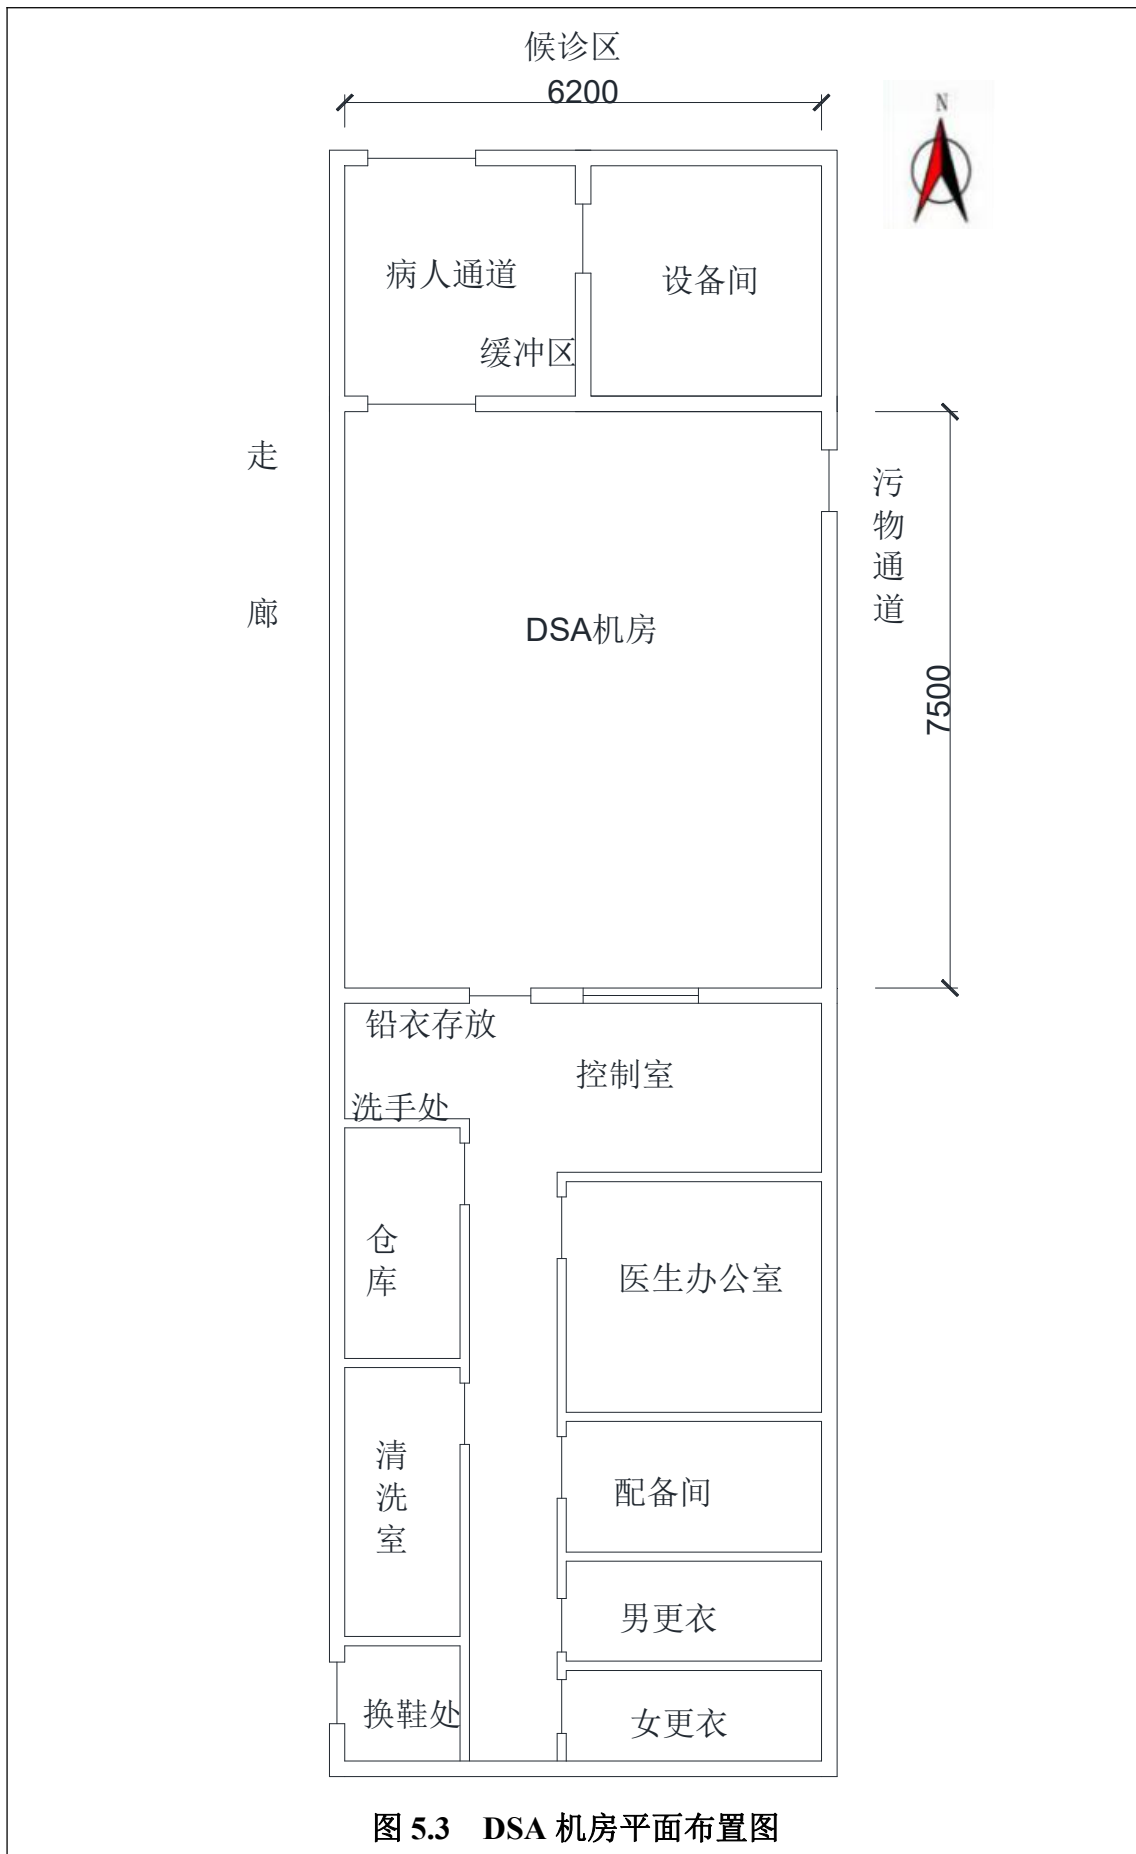 候诊区
6200
N
病人通道
设备间
缓冲区
走
廊
污
物
通
道
DSA机房
7500
铅衣存放
控制室
洗手处
仓
库
医生办公室
清
洗
室
配备间
男更衣
换鞋处
女更衣
图 5.3 DSA 机房平面布置图